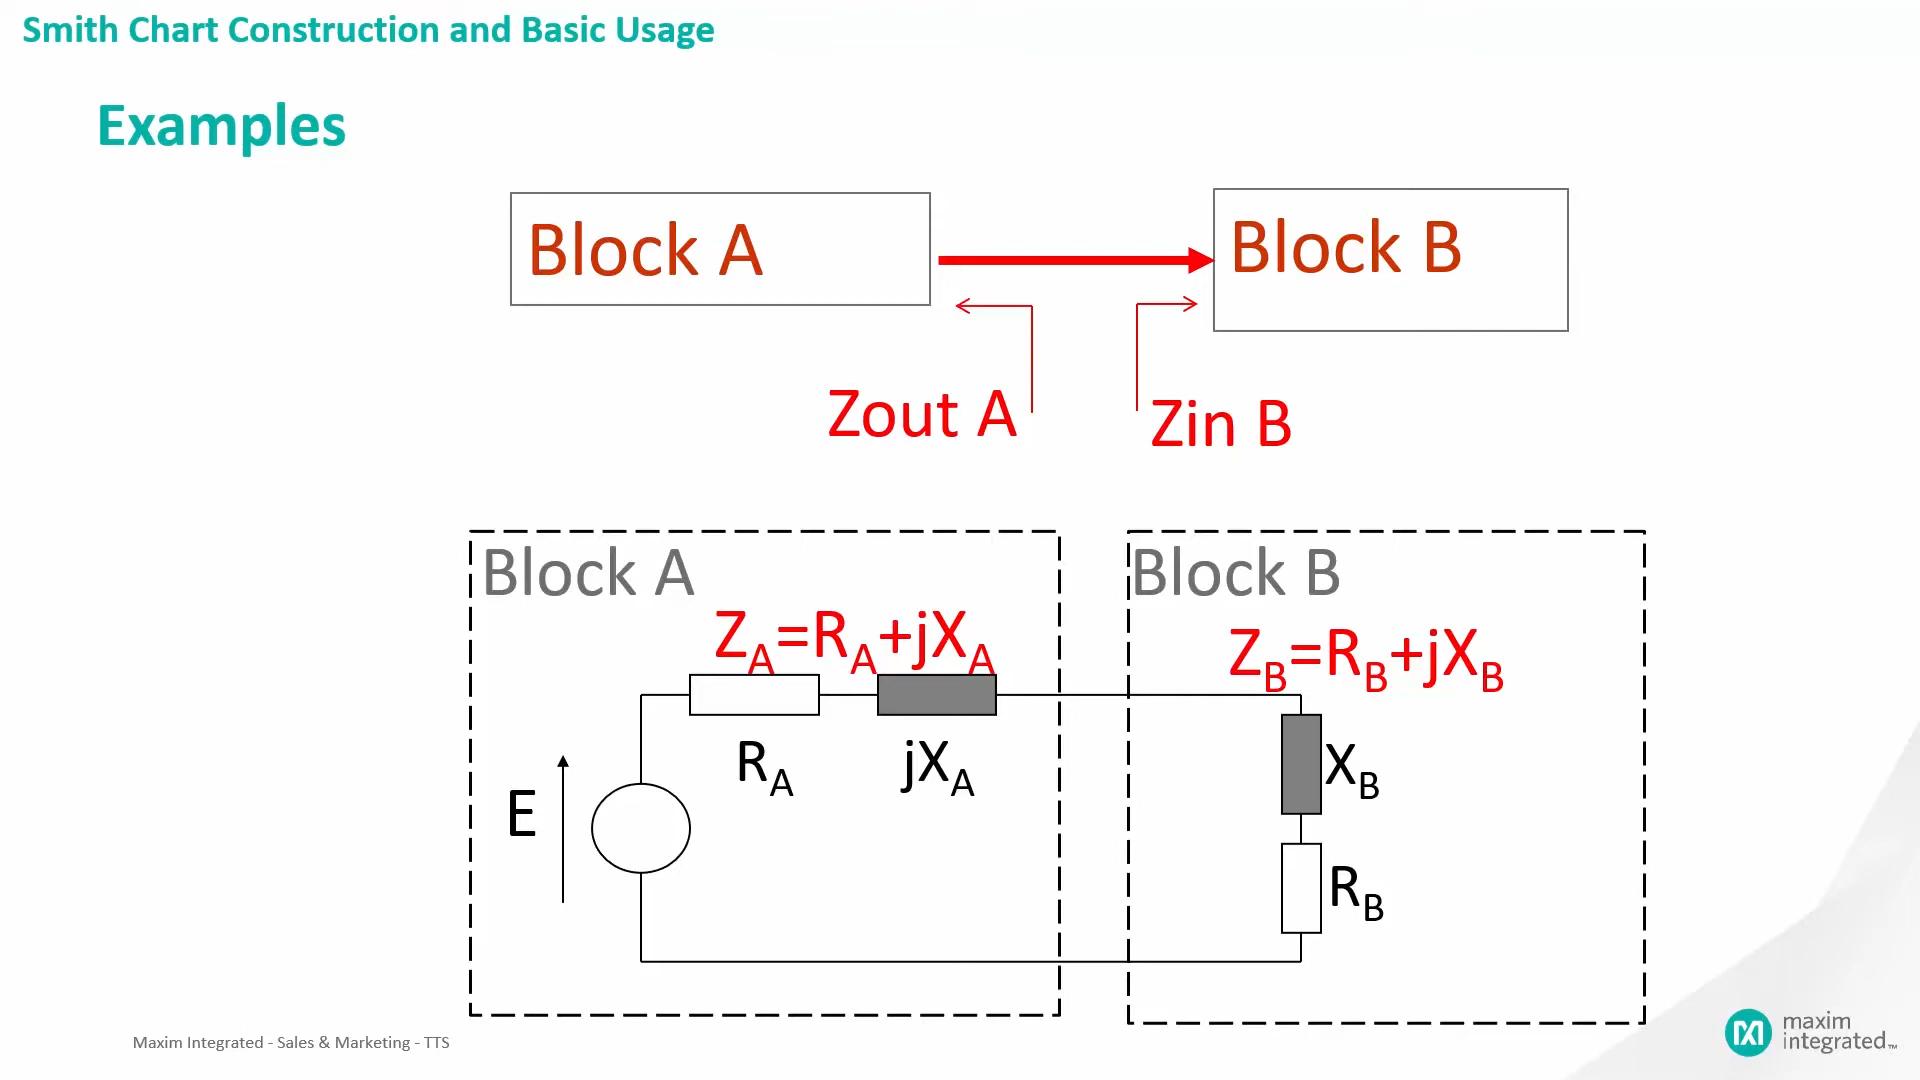 Smith Chart Construction and Basic Usage
Examples
Block A
Block B
Zout A
Zin B
Block A
Block B
Z_A=R_A+jX_A
Z_B=R_B+jX_B
R_A
jX_A
X_B
E
R_B
Maxim Integrated - Sales & Marketing - TTS
maxim
integrated™